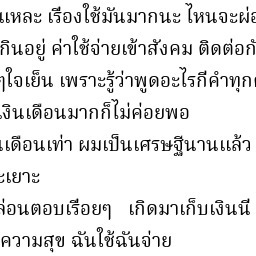 แหละ เรื่องใช้มันมากนะ ไหนจะผ่อ
กินอยู่ ค่าใช้จ่ายเข้าสังคม ติดต่อกั
ๆใจเย็น เพราะรู้ว่าพูดอะไรกี่คำทุก
งินเดือนมากก็ไม่ค่อยพอ
นเดือนเท่า ผมเป็นเศรษฐีนานแล้ว
ะเยาะ
ล่อนตอบเรื่อยๆ เกิดมาเก็บเงินนี
ความสุข ฉันใช้ฉันจ่าย